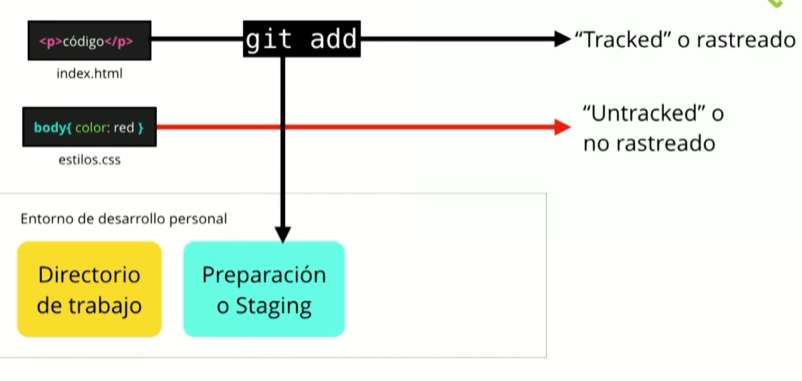 <p>código</p>
git add
“Tracked” o rastreado
index.html
body{ color: red }
“Untracked” o
no rastreado
estilos.css
Entorno de desarrollo personal
Directorio
de trabajo
Preparación
o Staging